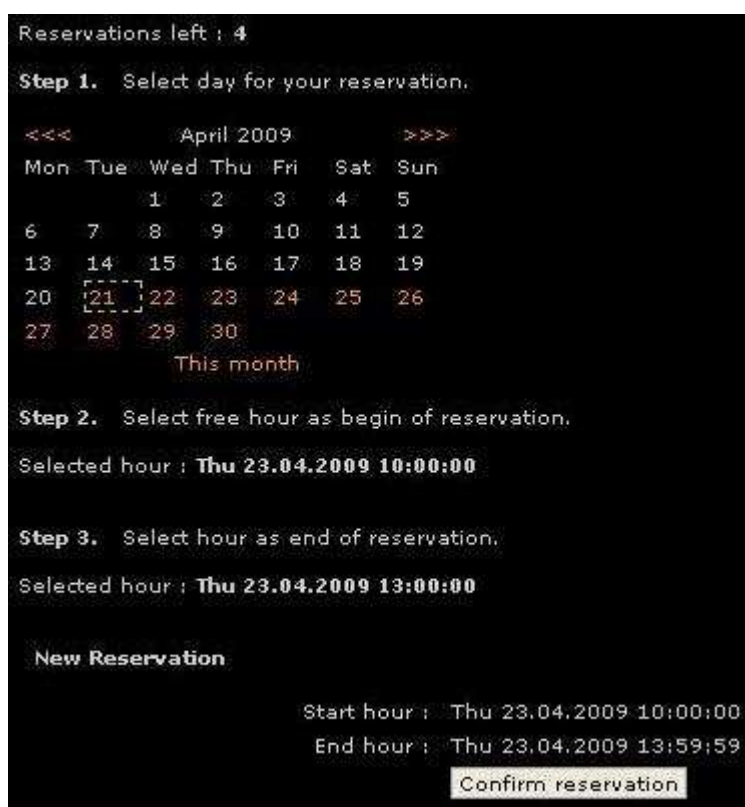 Reservations left : 4
Step 1. Select day for your reservation.
<<< April 2009 >>>
Mon Tue Wed Thu Fri Sat Sun
1 2 3 4 5
6 7 8 9 10 11 12
13 14 15 16 17 18 19
20 21 22 23 24 25 26
27 28 29 30
This month
Step 2. Select free hour as begin of reservation.
Selected hour : Thu 23.04.2009 10:00:00
Step 3. Select hour as end of reservation.
Selected hour : Thu 23.04.2009 13:00:00
New Reservation
Start hour : Thu 23.04.2009 10:00:00
End hour : Thu 23.04.2009 13:59:59
Confirm reservation